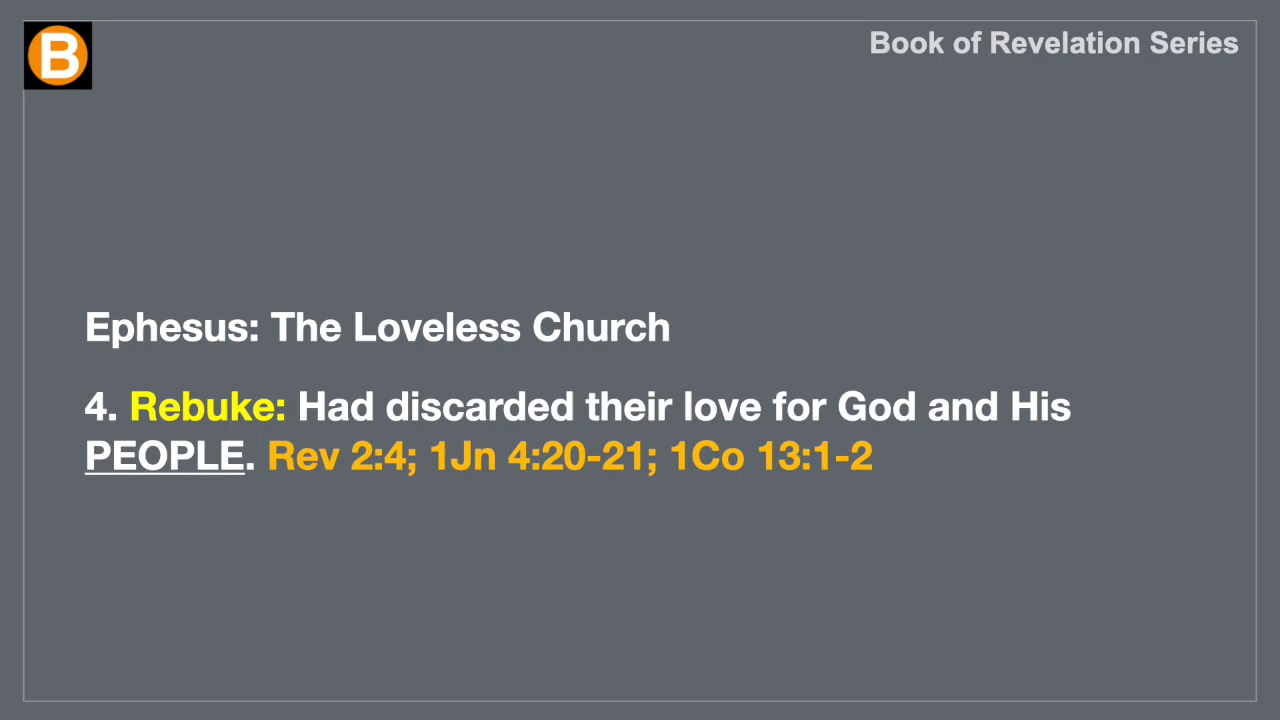 B
Book of Revelation Series
Ephesus: The Loveless Church
4. Rebuke: Had discarded their love for God and His
PEOPLE. Rev 2:4; 1Jn 4:20-21; 1Co 13:1-2